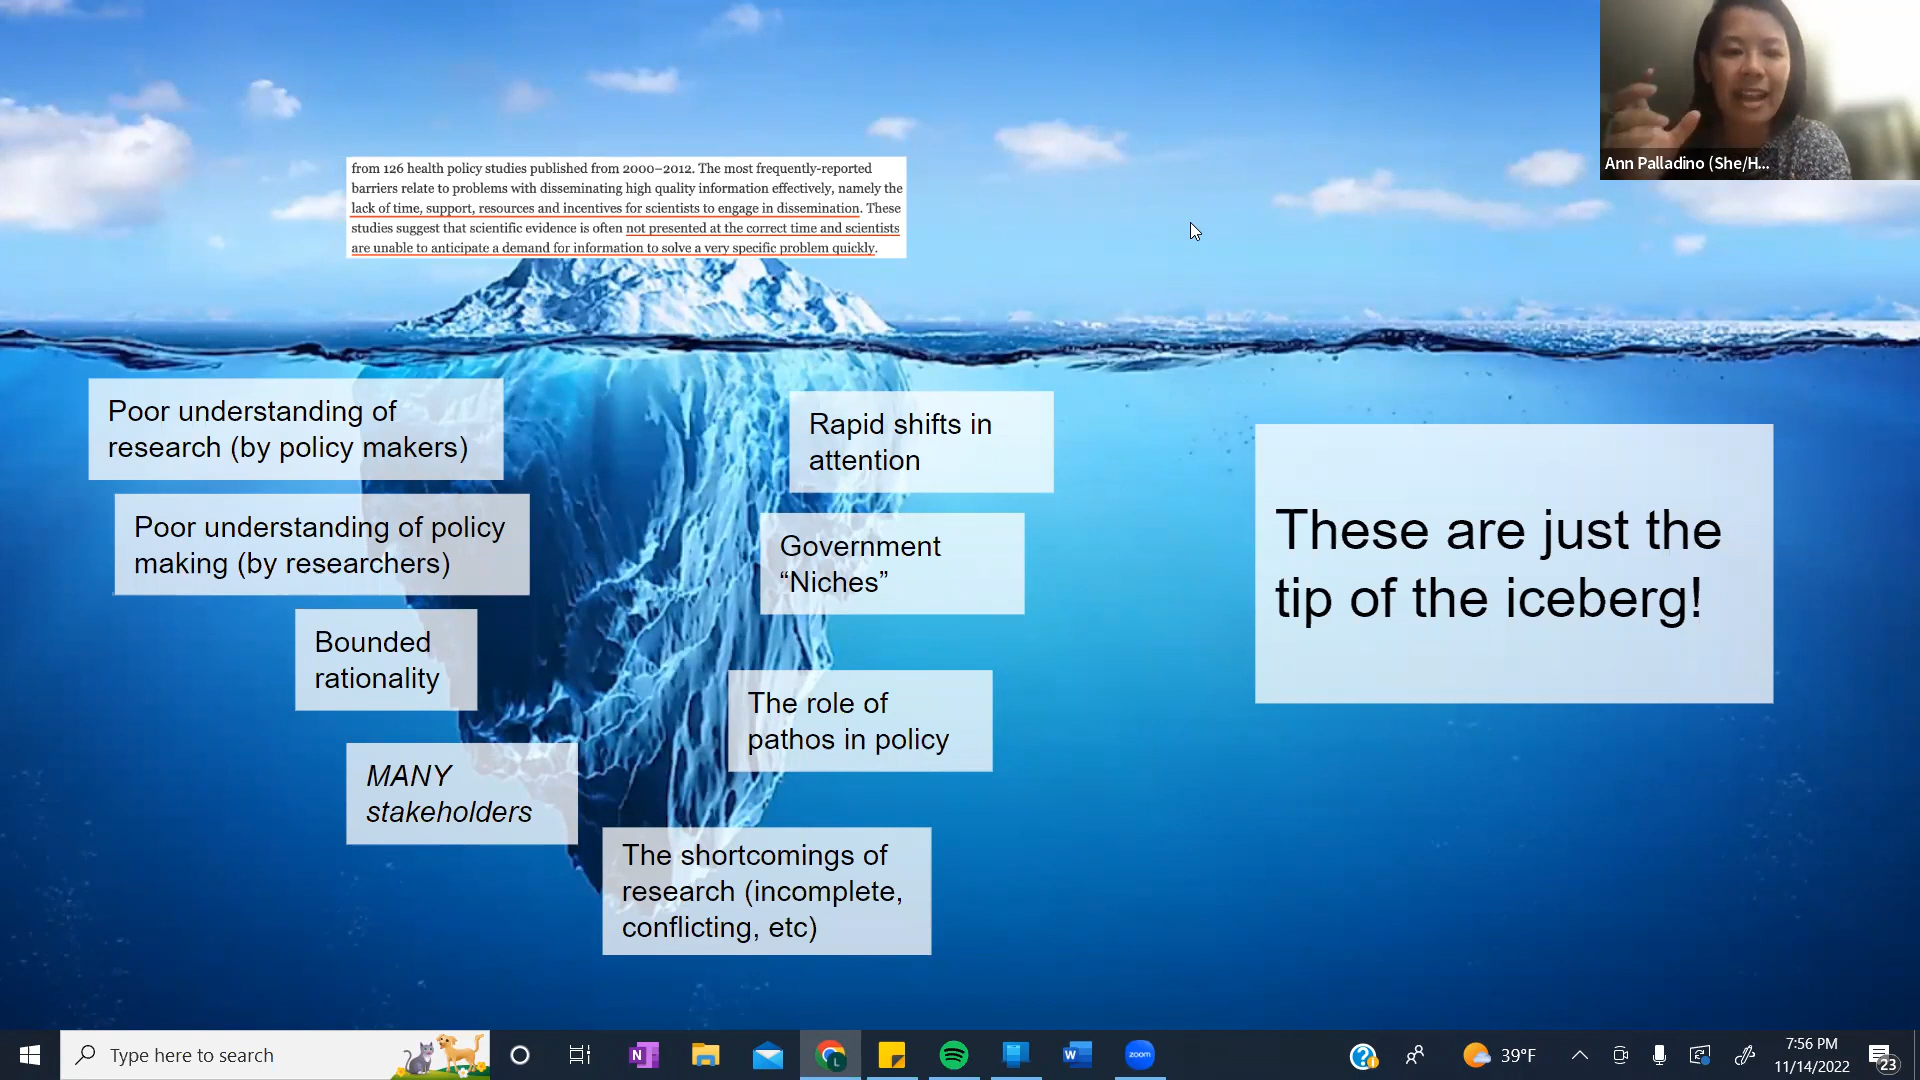 from 126 health policy studies published from 2000–2012. The most frequently-reported
barriers relate to problems with disseminating high quality information effectively, namely the
lack of time, support, resources and incentives for scientists to engage in dissemination. These
studies suggest that scientific evidence is often not presented at the correct time and scientists
are unable to anticipate a demand for information to solve a very specific problem quickly.
Ann Palladino (She/H...
Poor understanding of
research (by policy makers)
Poor understanding of policy
making (by researchers)
Bounded
rationality
MANY
stakeholders
Rapid shifts in
attention
Government
“Niches”
The role of
pathos in policy
The shortcomings of
research (incomplete,
conflicting, etc)
These are just the
tip of the iceberg!
Type here to search
N
L
W
zoom
39°F
7:56 PM
11/14/2022
23